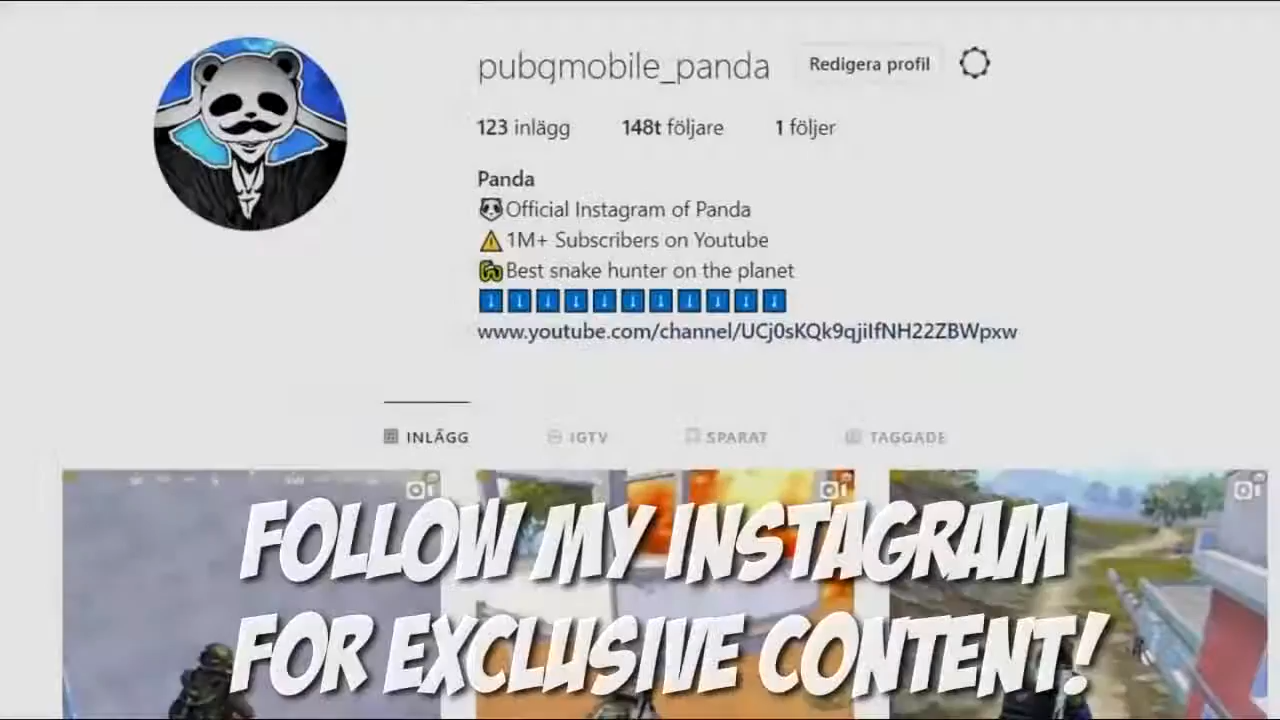 pubgmobile_panda Redigera profil
123 inlägg 148t följare 1 följer
Panda
🐼Official Instagram of Panda
⚠️1M+ Subscribers on Youtube
🐍Best snake hunter on the planet
⬇️⬇️⬇️⬇️⬇️⬇️⬇️⬇️⬇️⬇️⬇️
www.youtube.com/channel/UCj0sKQk9qjiIfNH22ZBWpxw
INLÄGG IGTV SPARAT TAGGADE
FOLLOW MY INSTAGRAM
FOR EXCLUSIVE CONTENT!